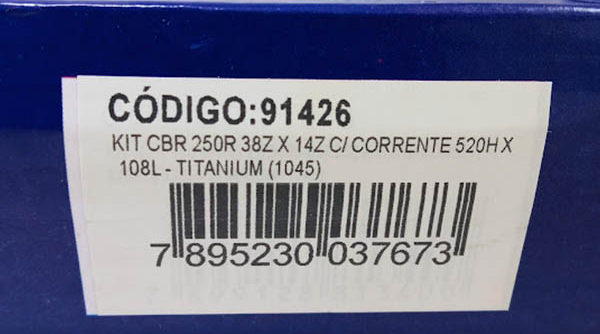 CÓDIGO:91426
KIT CBR 250R 38Z X 14Z C/ CORRENTE 520H X
108L - TITANIUM (1045)
7 895230 037673